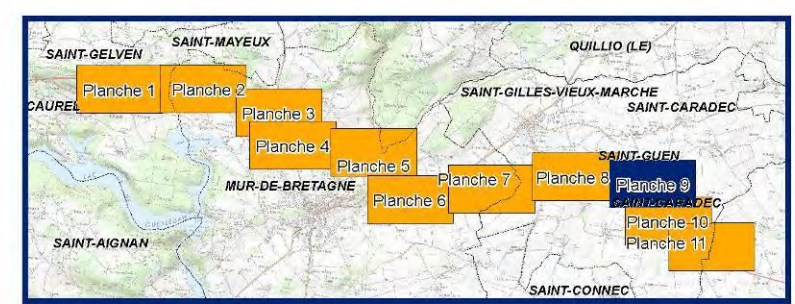 SAINT-MAYEUX
QUILLIO (LE)
SAINT-GELVEN
Planche 1
Planche 2
SAINT-GILLES-VIEUX-MARCHE
CAUREL
Planche 3
SAINT-CARADEC
Planche 4
Planche 5
SAINT-GUEN
Planche 7
Planche 8
Planche 9
MUR-DE-BRETAGNE
Planche 6
SAINT-CARADEC
Planche 10
SAINT-AIGNAN
Planche 11
SAINT-CONNEC